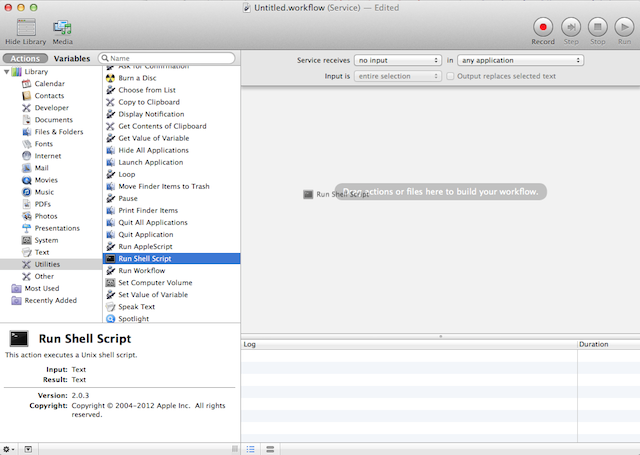 Untitled.workflow (Service) — Edited
Hide Library
Media
Record
Step
Stop
Run
Actions
Variables
Name
Service receives
no input
in
any application
Input is
entire selection
Output replaces selected text
Library
Calendar
Contacts
Developer
Documents
Files & Folders
Fonts
Internet
Mail
Movies
Music
PDFs
Photos
Presentations
System
Text
Utilities
Other
Most Used
Recently Added
Ask for Confirmation
Burn a Disc
Choose from List
Copy to Clipboard
Display Notification
Get Contents of Clipboard
Get Value of Variable
Hide All Applications
Launch Application
Loop
Move Finder Items to Trash
Pause
Print Finder Items
Quit All Applications
Quit Application
Run AppleScript
Run Shell Script
Run Workflow
Set Computer Volume
Set Value of Variable
Speak Text
Spotlight
Run Shell Script
Drag actions or files here to build your workflow.
Run Shell Script
This action executes a Unix shell script.
Input: Text
Result: Text
Version: 2.0.3
Copyright: Copyright © 2004–2012 Apple Inc. All rights
reserved.
Log
Duration